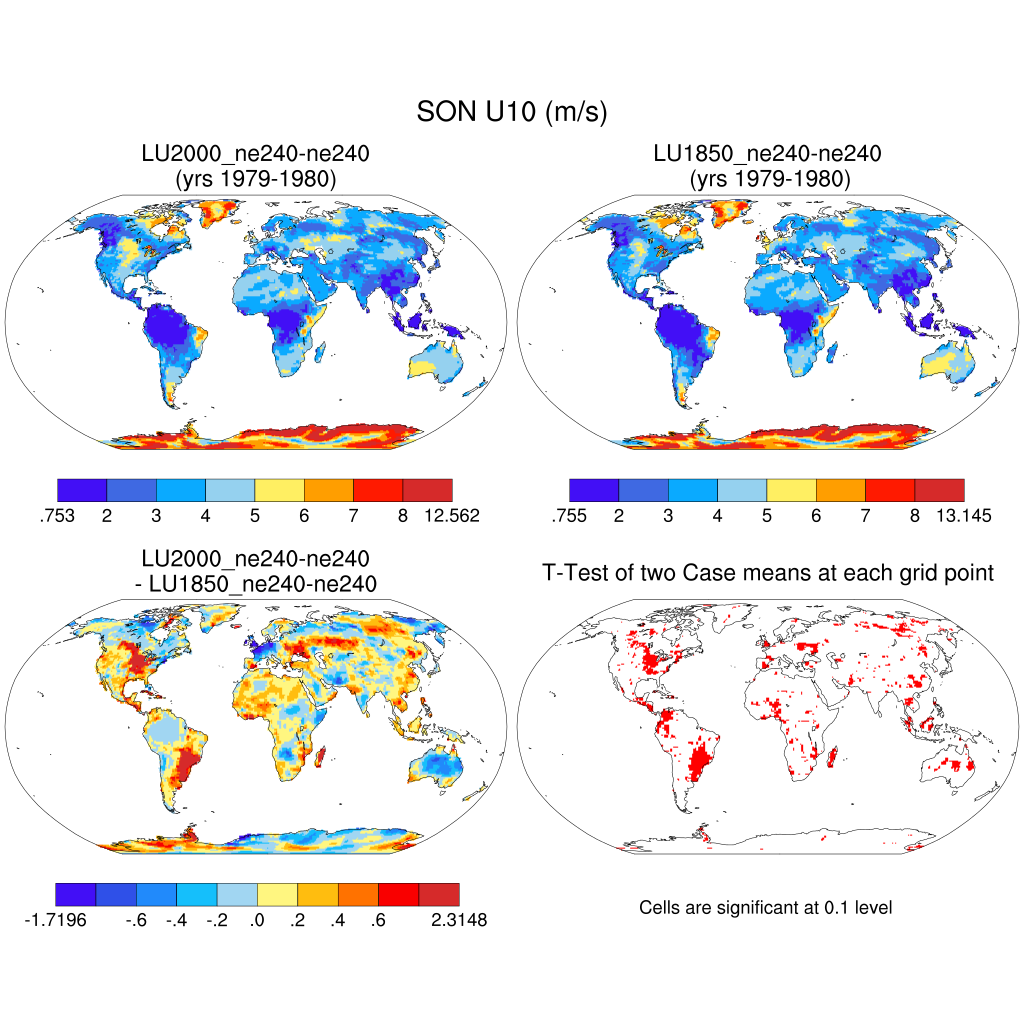 SON U10 (m/s)
LU2000_ne240-ne240
(yrs 1979-1980)
LU1850_ne240-ne240
(yrs 1979-1980)
.753 2 3 4 5 6 7 8 12.562
.755 2 3 4 5 6 7 8 13.145
LU2000_ne240-ne240
- LU1850_ne240-ne240
T-Test of two Case means at each grid point
-1.7196 -.6 -.4 -.2 .0 .2 .4 .6 2.3148
Cells are significant at 0.1 level